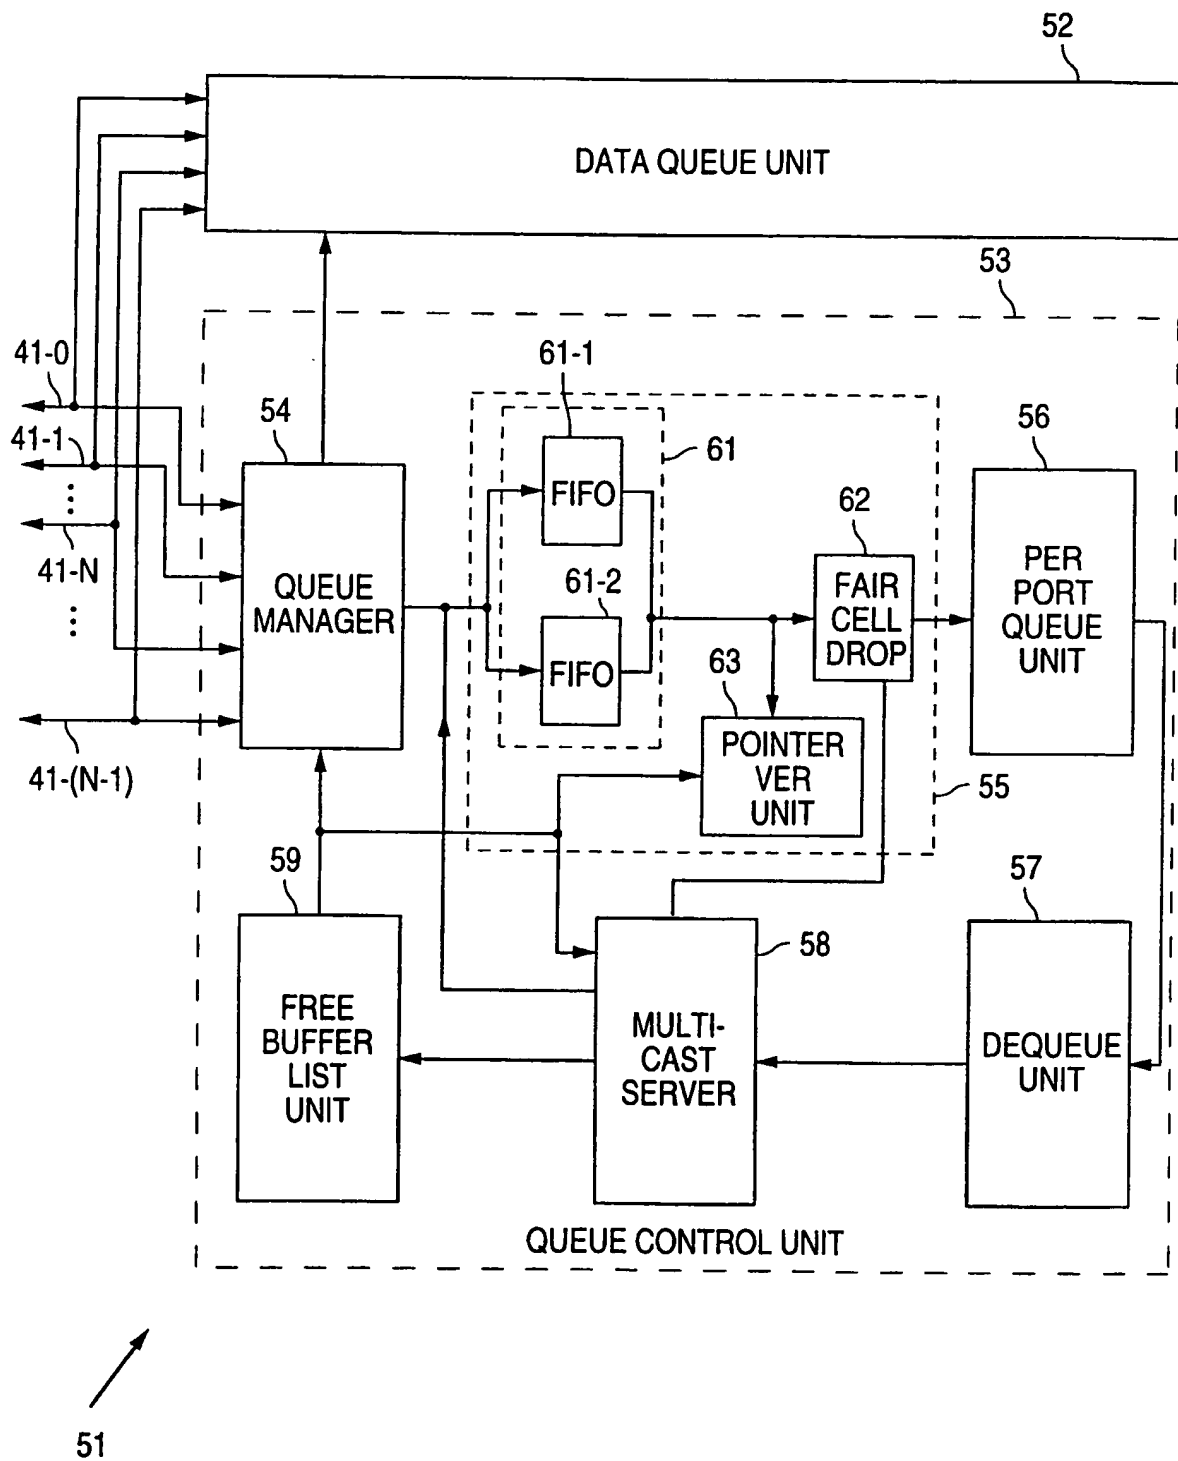 52
DATA QUEUE UNIT
53
41-0
61-1
54
56
41-1
61
FIFO
62
41-N
61-2
QUEUE
MANAGER
FAIR
CELL
DROP
PER
PORT
QUEUE
UNIT
FIFO
63
41-(N-1)
POINTER
VER
UNIT
55
59
57
58
FREE
BUFFER
LIST
UNIT
MULTI-
CAST
SERVER
DEQUEUE
UNIT
QUEUE CONTROL UNIT
51